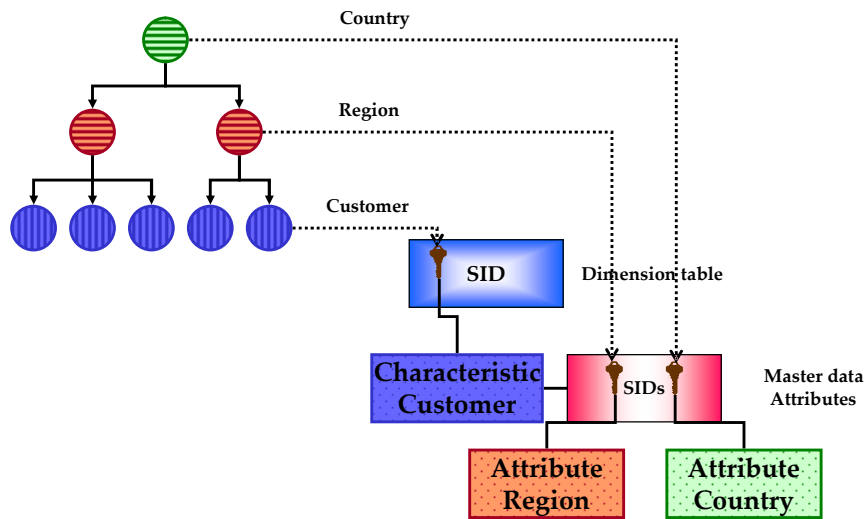 Country
Region
Customer
SID
Dimension table
Characteristic
Customer
SIDs
Master data
Attributes
Attribute
Region
Attribute
Country